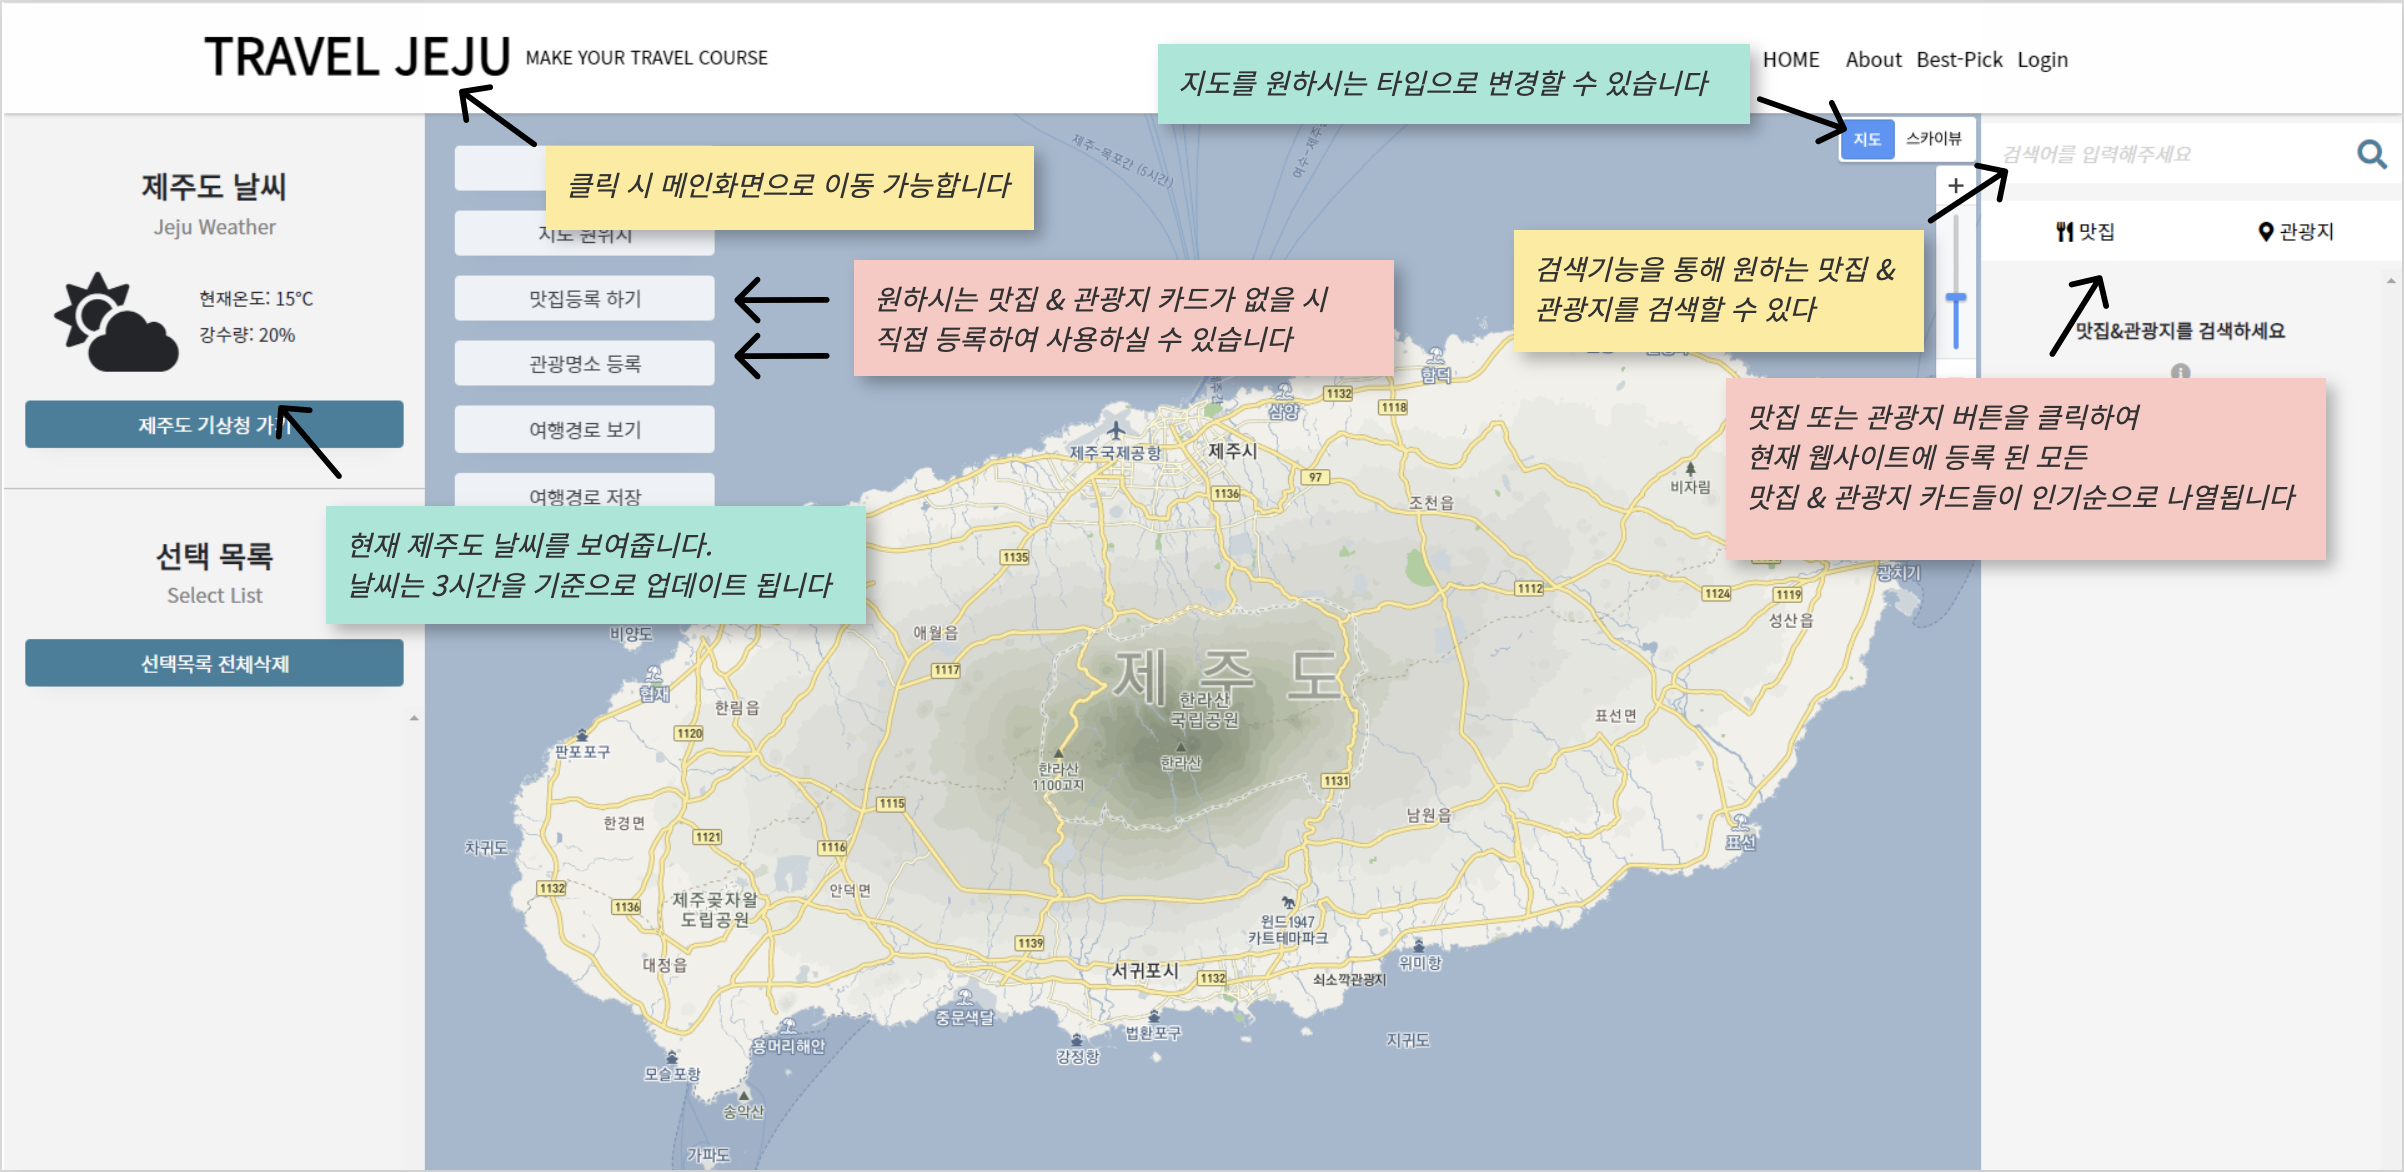 TRAVEL JEJU
MAKE YOUR TRAVEL COURSE
HOME
About
Best-Pick
Login
지도를 원하시는 타입으로 변경할 수 있습니다
지도
스카이뷰
클릭 시 메인화면으로 이동 가능합니다
제주도 날씨
Jeju Weather
현재온도: 15°C
강수량: 20%
제주도 기상청 가기
현재 제주도 날씨를 보여줍니다.
날씨는 3시간을 기준으로 업데이트 됩니다
선택 목록
Select List
선택목록 전체삭제
지도 원위치
맛집등록 하기
관광명소 등록
여행경로 보기
여행경로 저장
원하시는 맛집 & 관광지 카드가 없을 시
직접 등록하여 사용하실 수 있습니다
검색어를 입력해주세요
검색기능을 통해 원하는 맛집 &
관광지를 검색할 수 있다
맛집
관광지
맛집&관광지를 검색하세요
맛집 또는 관광지 버튼을 클릭하여
현재 웹사이트에 등록 된 모든
맛집 & 관광지 카드들이 인기순으로 나열됩니다
제주-목포간 (5시간)
여수-제주
함덕
1132
1118
삼양
제주국제공항
제주시
97
1136
조천읍
비자림
1135
1112
1124
1119
광치기
성산읍
비양도
애월읍
1117
제 주 도
한라산
국립공원
협재
한림읍
1120
표선면
판포포구
한라산
1100고지
한라산
1131
1115
남원읍
한경면
1121
1116
표선
차귀도
1132
1136
제주곶자왈
도립공원
안덕면
윈드1947
카트테마파크
1139
대정읍
서귀포시
1132
쇠소깍관광지
위미항
중문색달
용머리해안
법환포구
강정항
지귀도
모슬포항
송악산
가파도